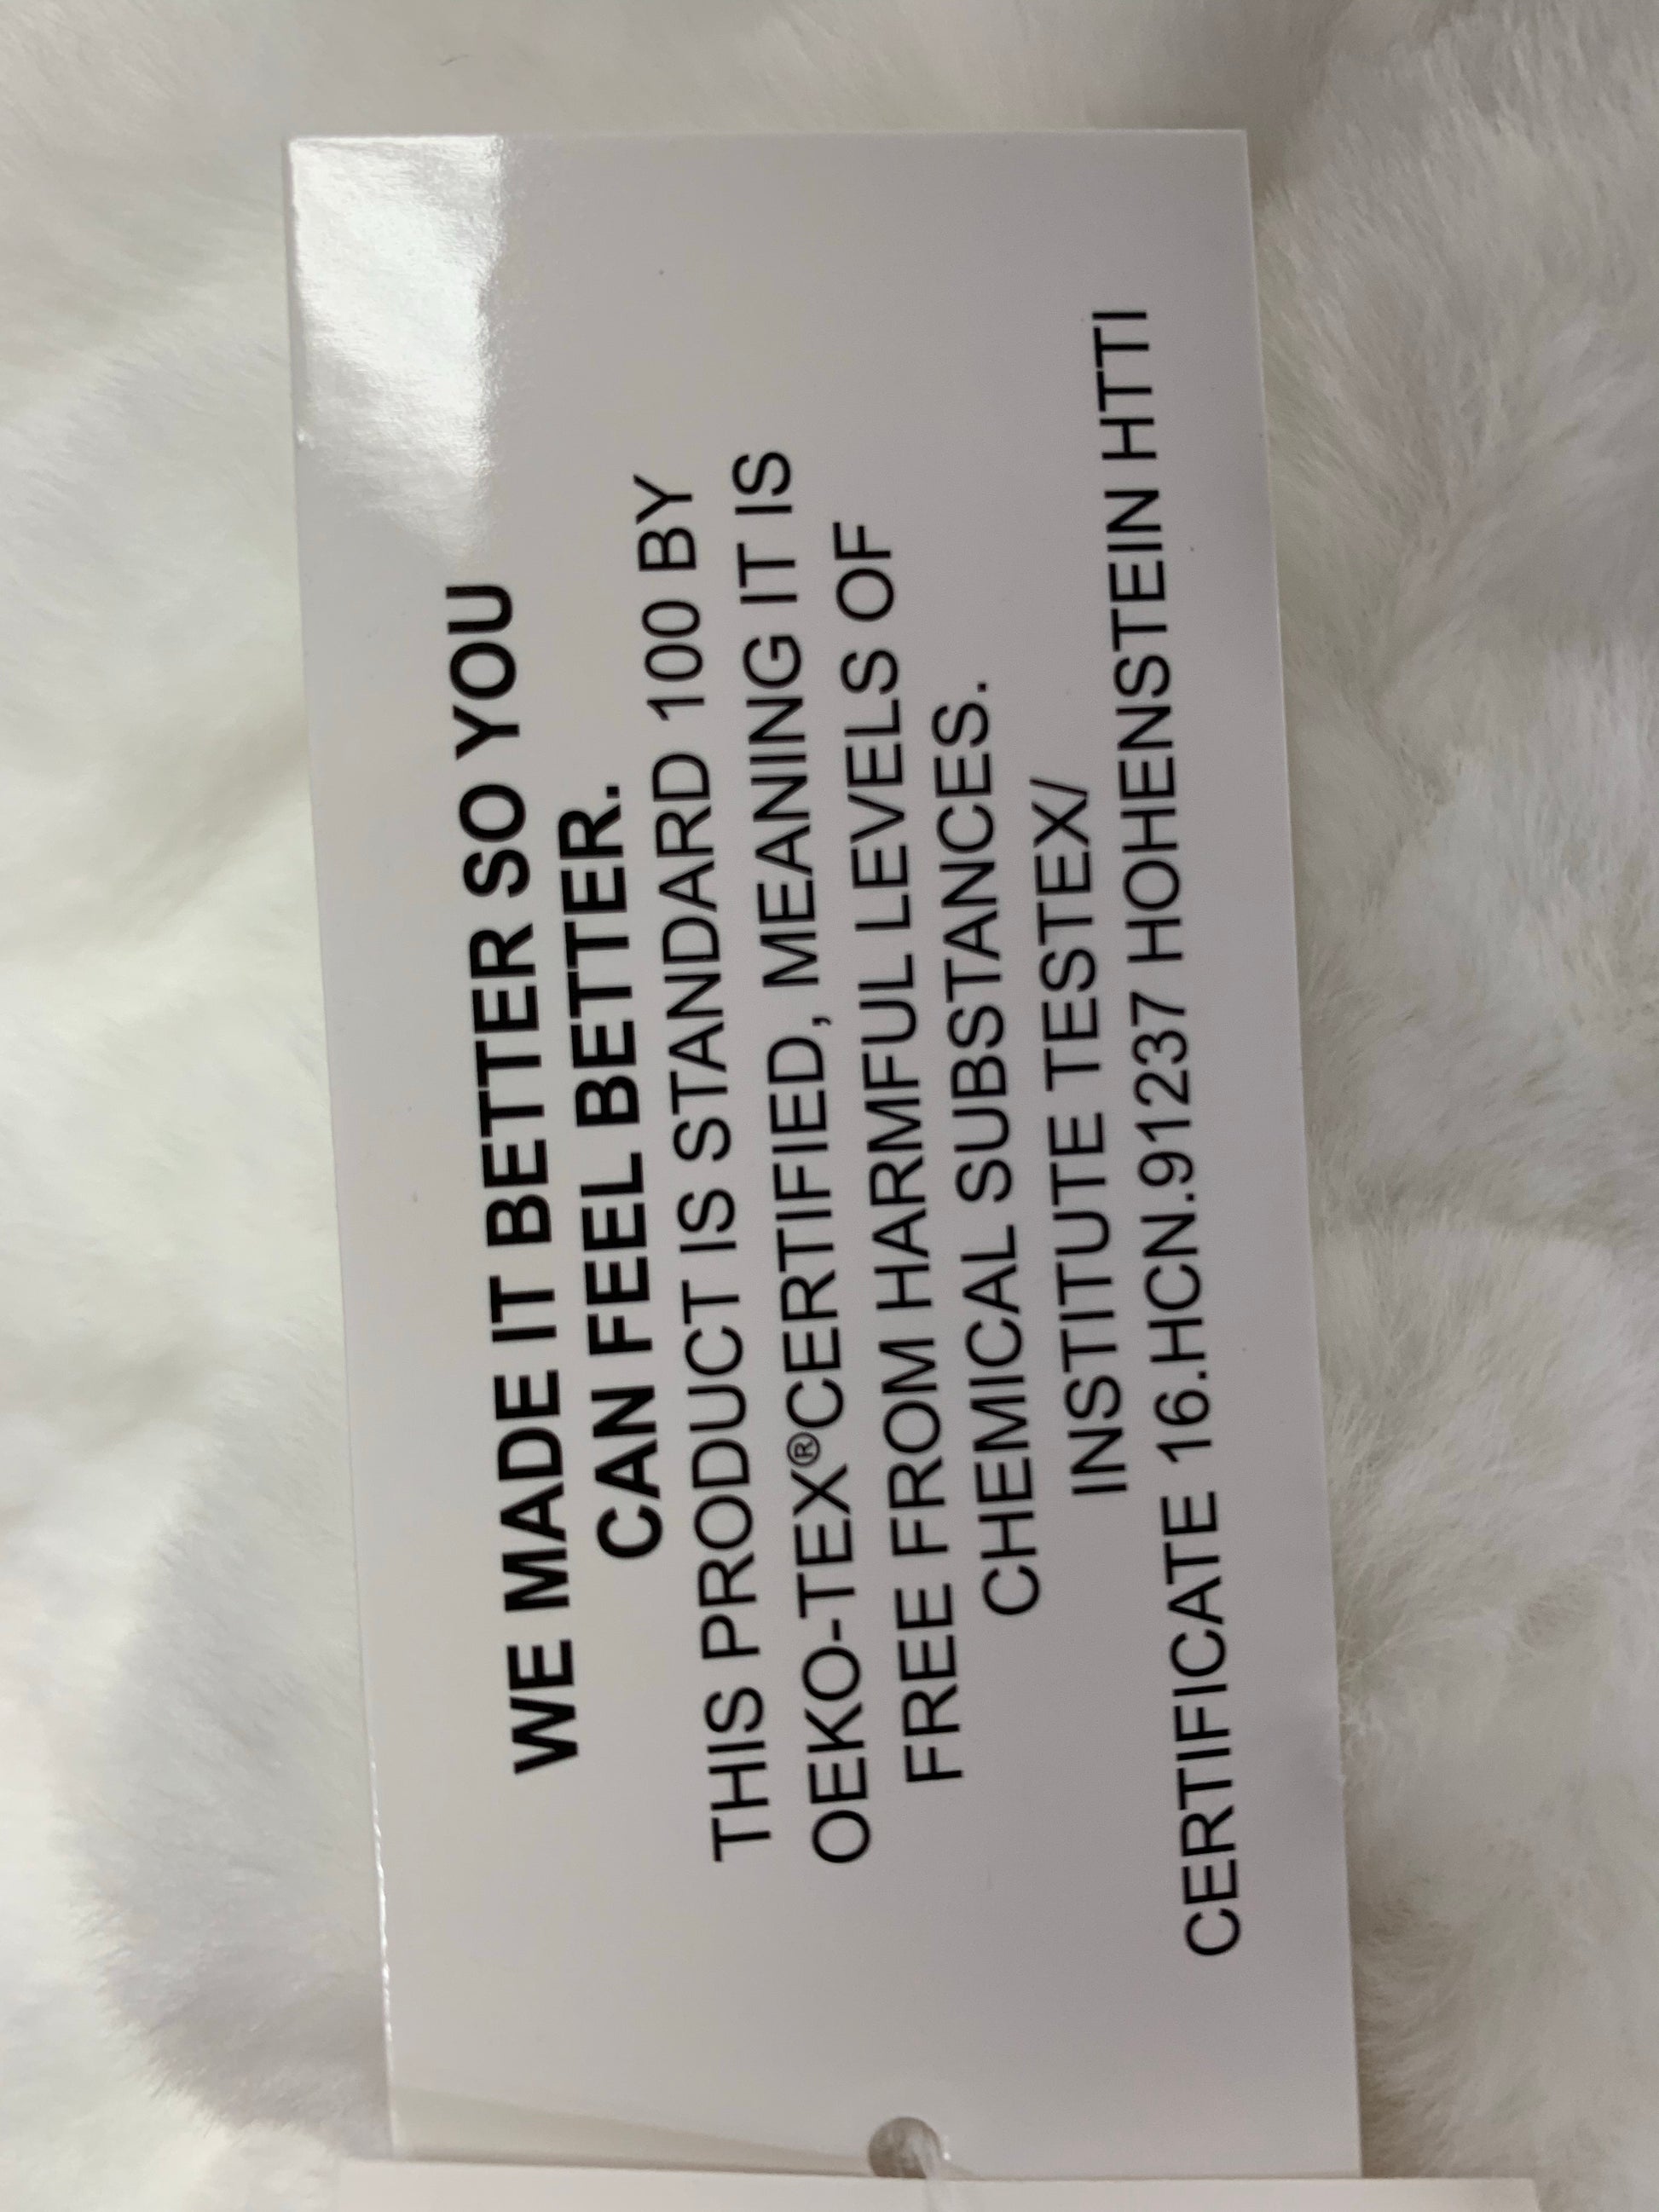 WE MADE IT BETTER SO YOU
CAN FEEL BETTER.
THIS PRODUCT IS STANDARD 100 BY
OEKO-TEX®CERTIFIED, MEANING IT IS
FREE FROM HARMFUL LEVELS OF
CHEMICAL SUBSTANCES.
INSTITUTE TESTEX/
CERTIFICATE 16.HCN.91237 HOHENSTEIN HTTI